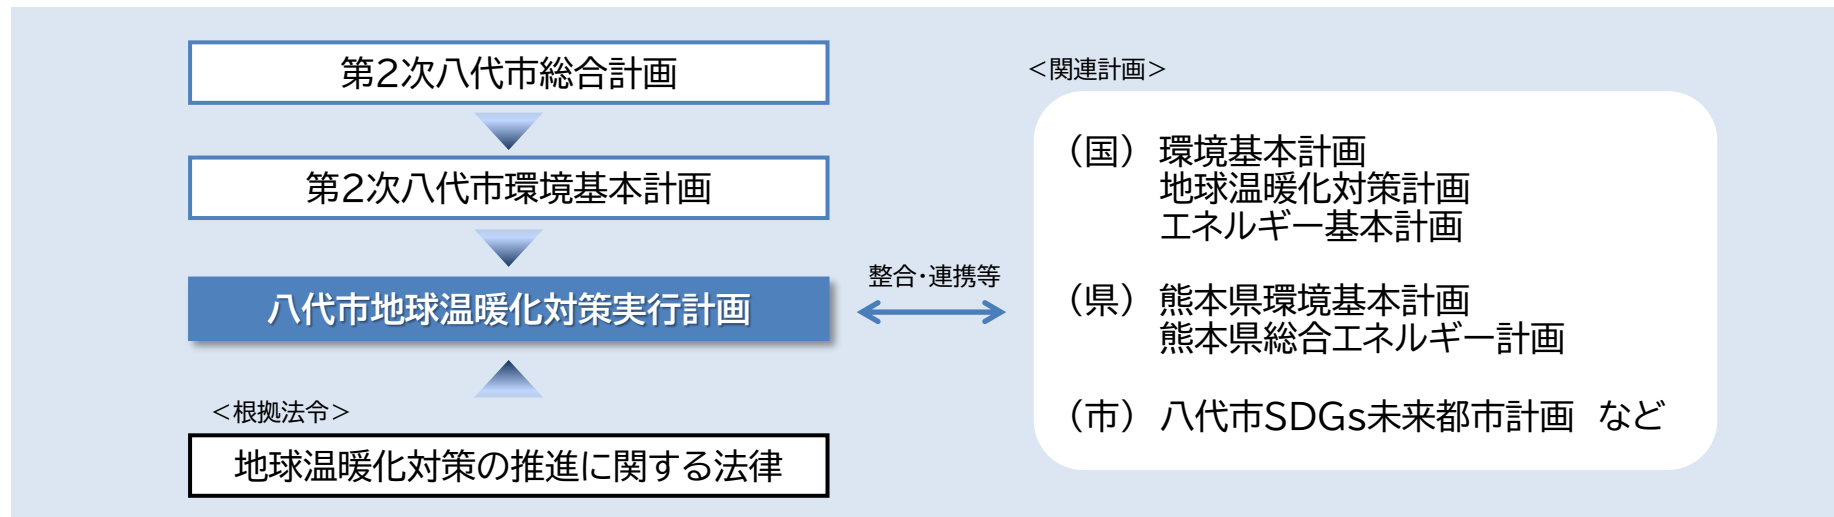 第2次八代市総合計画
第2次八代市環境基本計画
八代市地球温暖化対策実行計画
＜根拠法令＞
地球温暖化対策の推進に関する法律
整合・連携等
＜関連計画＞
（国） 環境基本計画
地球温暖化対策計画
エネルギー基本計画
（県） 熊本県環境基本計画
熊本県総合エネルギー計画
（市） 八代市SDGs未来都市計画　など